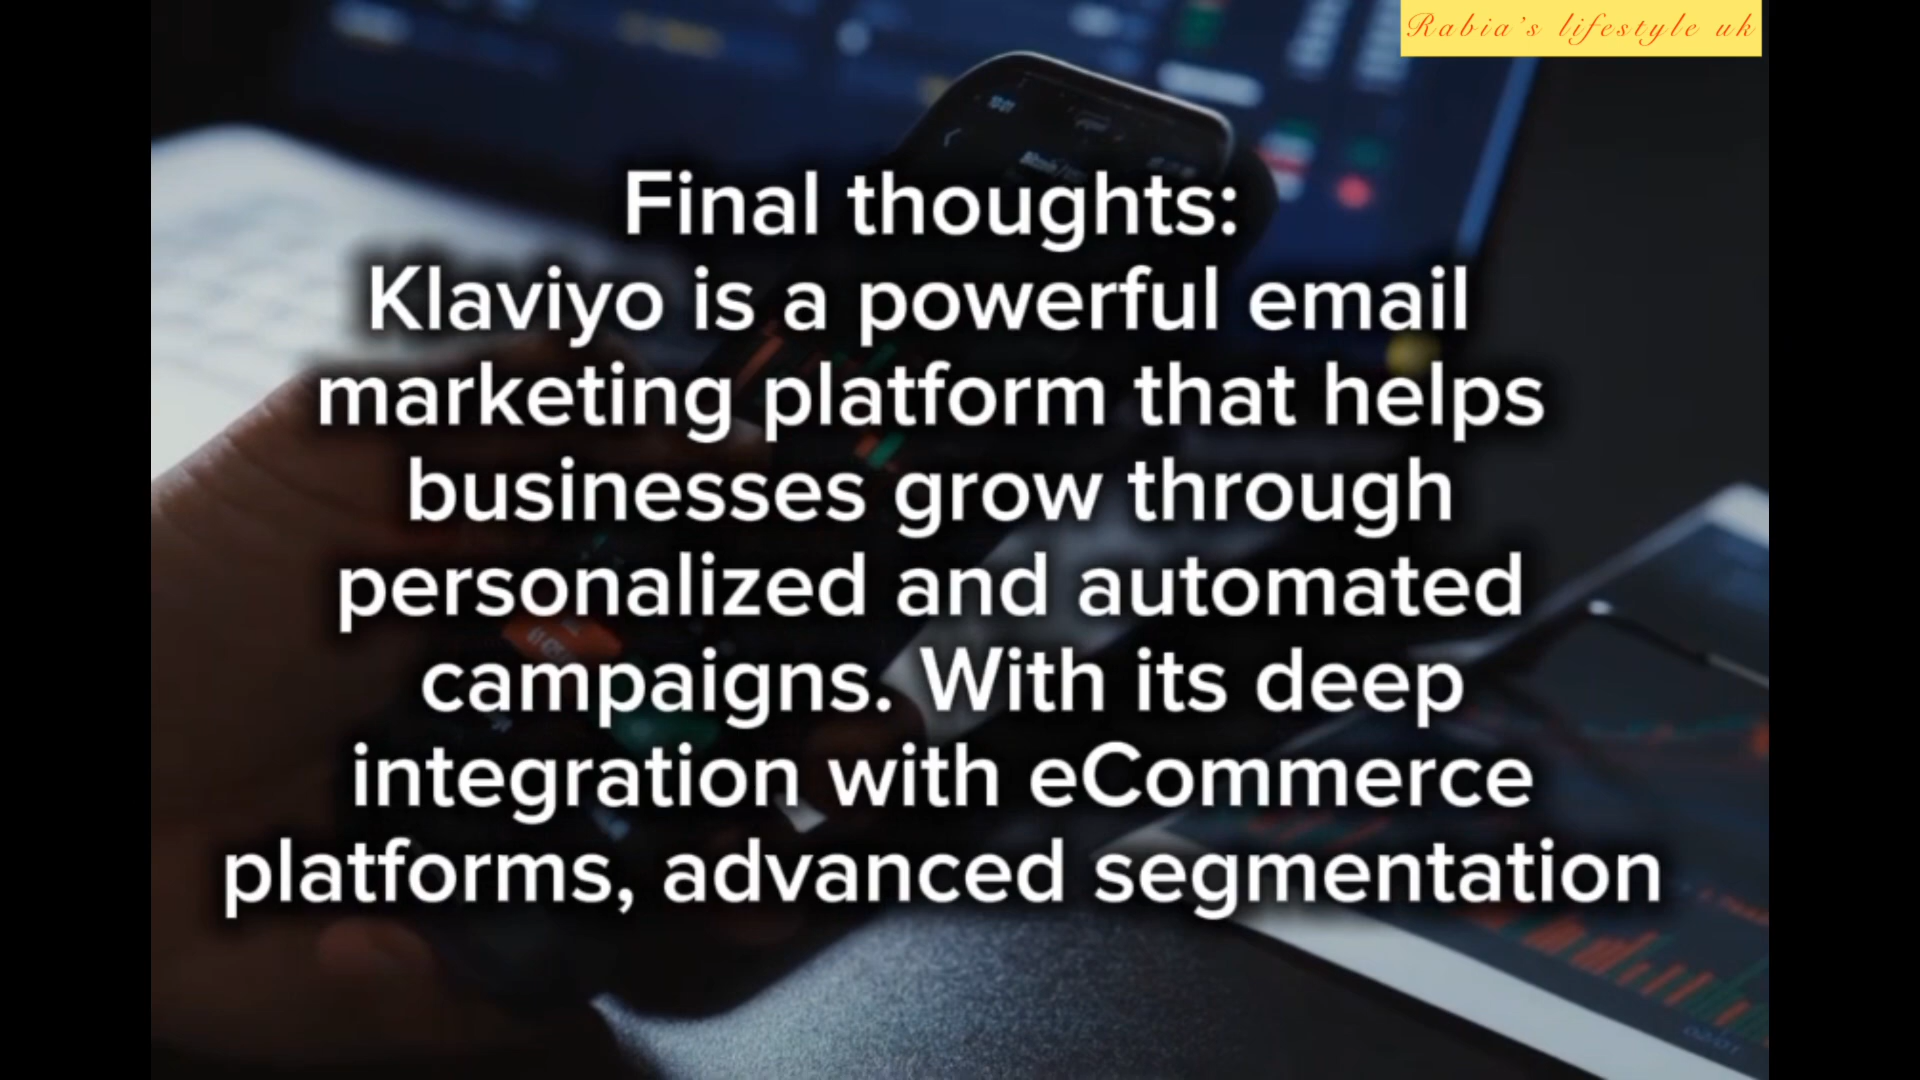 Rabia's lifestyle uk
Final thoughts:
Klaviyo is a powerful email
marketing platform that helps
businesses grow through
personalized and automated
campaigns. With its deep
integration with eCommerce
platforms, advanced segmentation